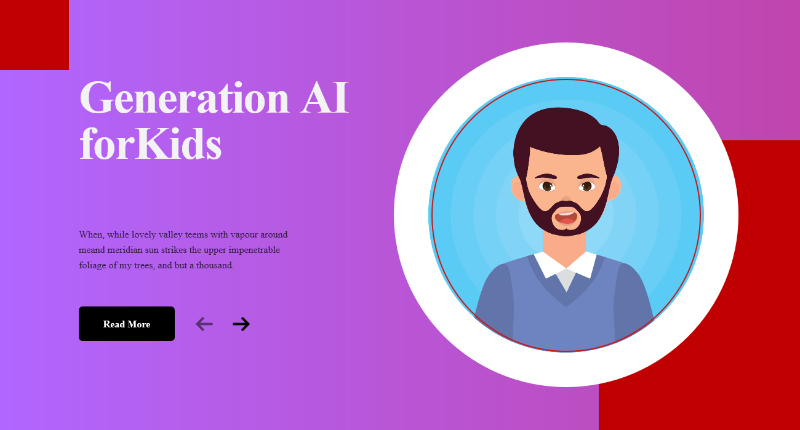 Generation AI
forKids
When, while lovely valley teems with vapour around
meand meridian sun strikes the upper impenetrable
foliage of my trees, and but a thousand.
Read More